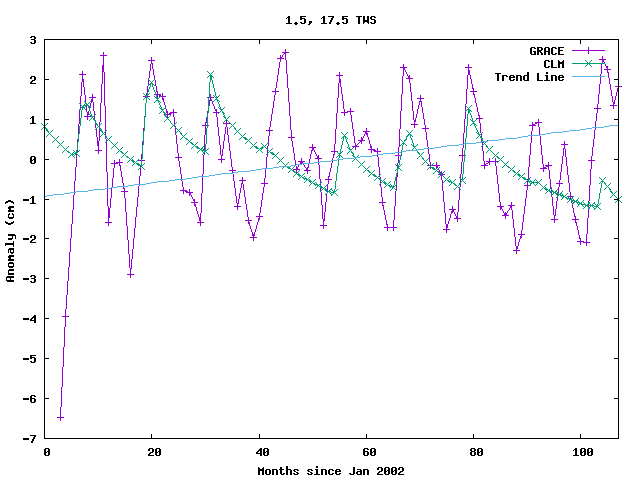 1.5, 17.5 TWS
GRACE
CLM
Trend Line
3
2
1
0
-1
-2
-3
-4
-5
-6
-7
Anomaly (cm)
0 20 40 60 80 100
Months since Jan 2002